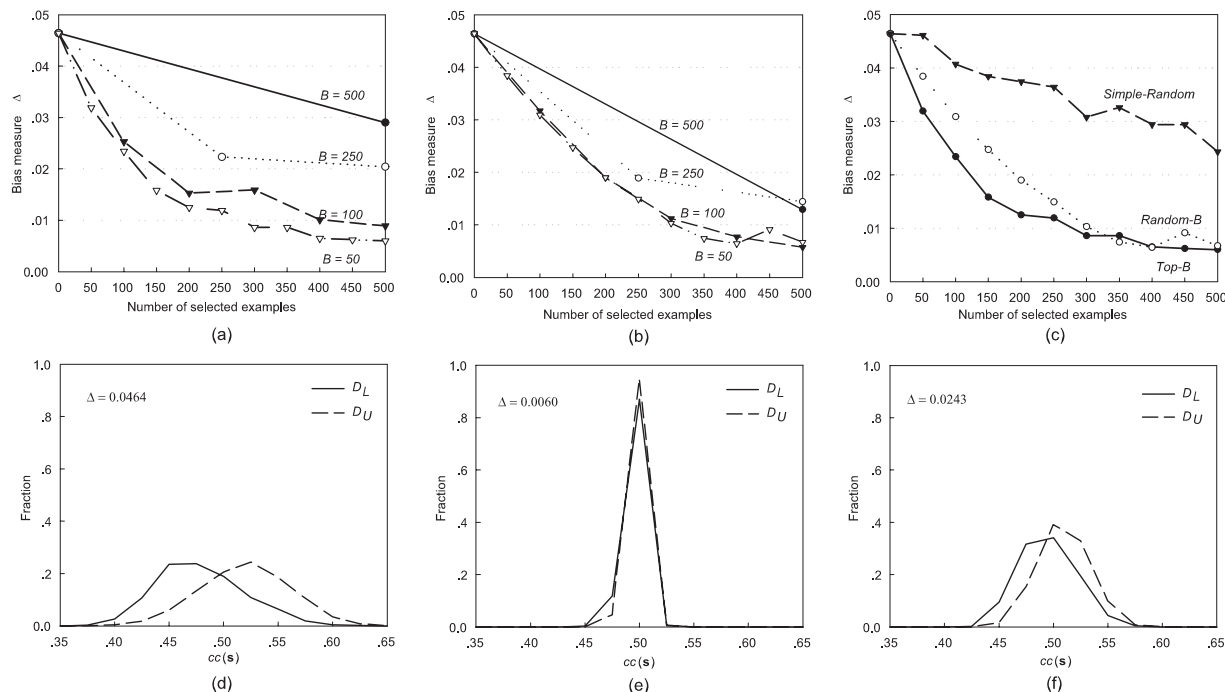 .05
.04
.03
.02
.01
0.00
Bias measure Δ
B = 500
B = 250
B = 100
B = 50
0 50 100 150 200 250 300 350 400 450 500
Number of selected examples
(a)
.05
.04
.03
.02
.01
0.00
Bias measure Δ
B = 500
B = 250
B = 100
B = 50
0 50 100 150 200 250 300 350 400 450 500
Number of selected examples
(b)
.05
.04
.03
.02
.01
0.00
Bias measure Δ
Simple-Random
Random-B
Top-B
0 50 100 150 200 250 300 350 400 450 500
Number of selected examples
(c)
1.0
.8
.6
.4
.2
0.0
Fraction
Δ = 0.0464
D_L
D_U
.35 .40 .45 .50 .55 .60 .65
cc(s)
(d)
1.0
.8
.6
.4
.2
0.0
Fraction
Δ = 0.0060
D_L
D_U
.35 .40 .45 .50 .55 .60 .65
cc(s)
(e)
1.0
.8
.6
.4
.2
0.0
Fraction
Δ = 0.0243
D_L
D_U
.35 .40 .45 .50 .55 .60 .65
cc(s)
(f)